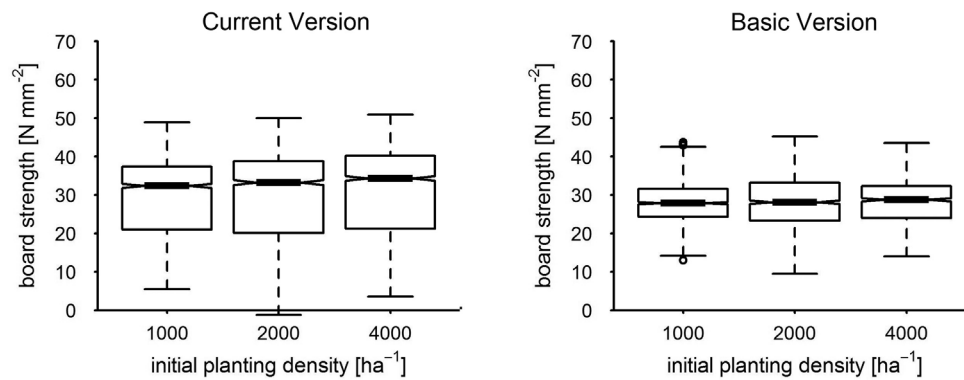 Current Version
board strength [N mm⁻²]
70
60
50
40
30
20
10
0
1000 2000 4000
initial planting density [ha⁻¹]
Basic Version
board strength [N mm⁻²]
70
60
50
40
30
20
10
0
1000 2000 4000
initial planting density [ha⁻¹]